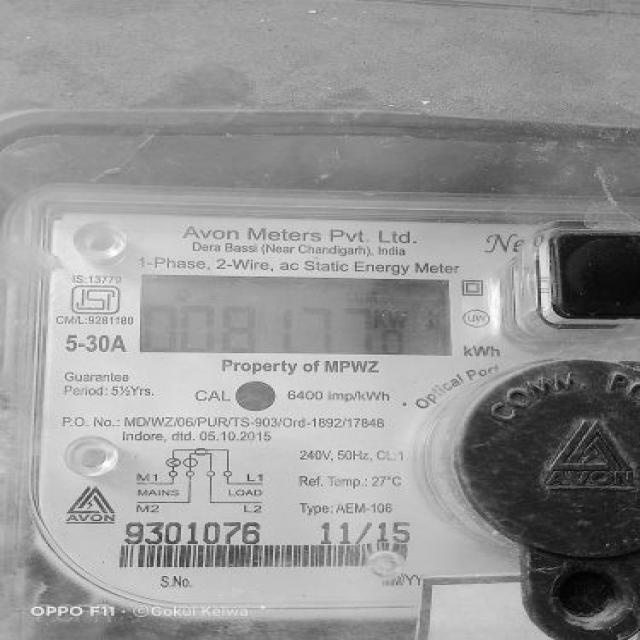 Avon Meters Pvt. Ltd.
Dera Bassi (Near Chandigarh), India
1-Phase, 2-Wire, ac Static Energy Meter
IS:13779
CM/L:9281180
5-30A
kWh
Property of MPWZ
Guarantee
Period: 5½Yrs.
CAL 6400 imp/kWh
Optical Port
P.O. No.: MD/WZ/06/PUR/TS-903/Ord-1892/17848
Indore, dtd. 05.10.2015
240V, 50Hz, CL:1
M1 L1
MAINS LOAD
M2 L2
Ref. Temp.: 27°C
Type: AEM-106
AVON
9301076 11/15
S.No.
COMM. PO
AVON
OPPO F11 · ©Gokul Kelwa